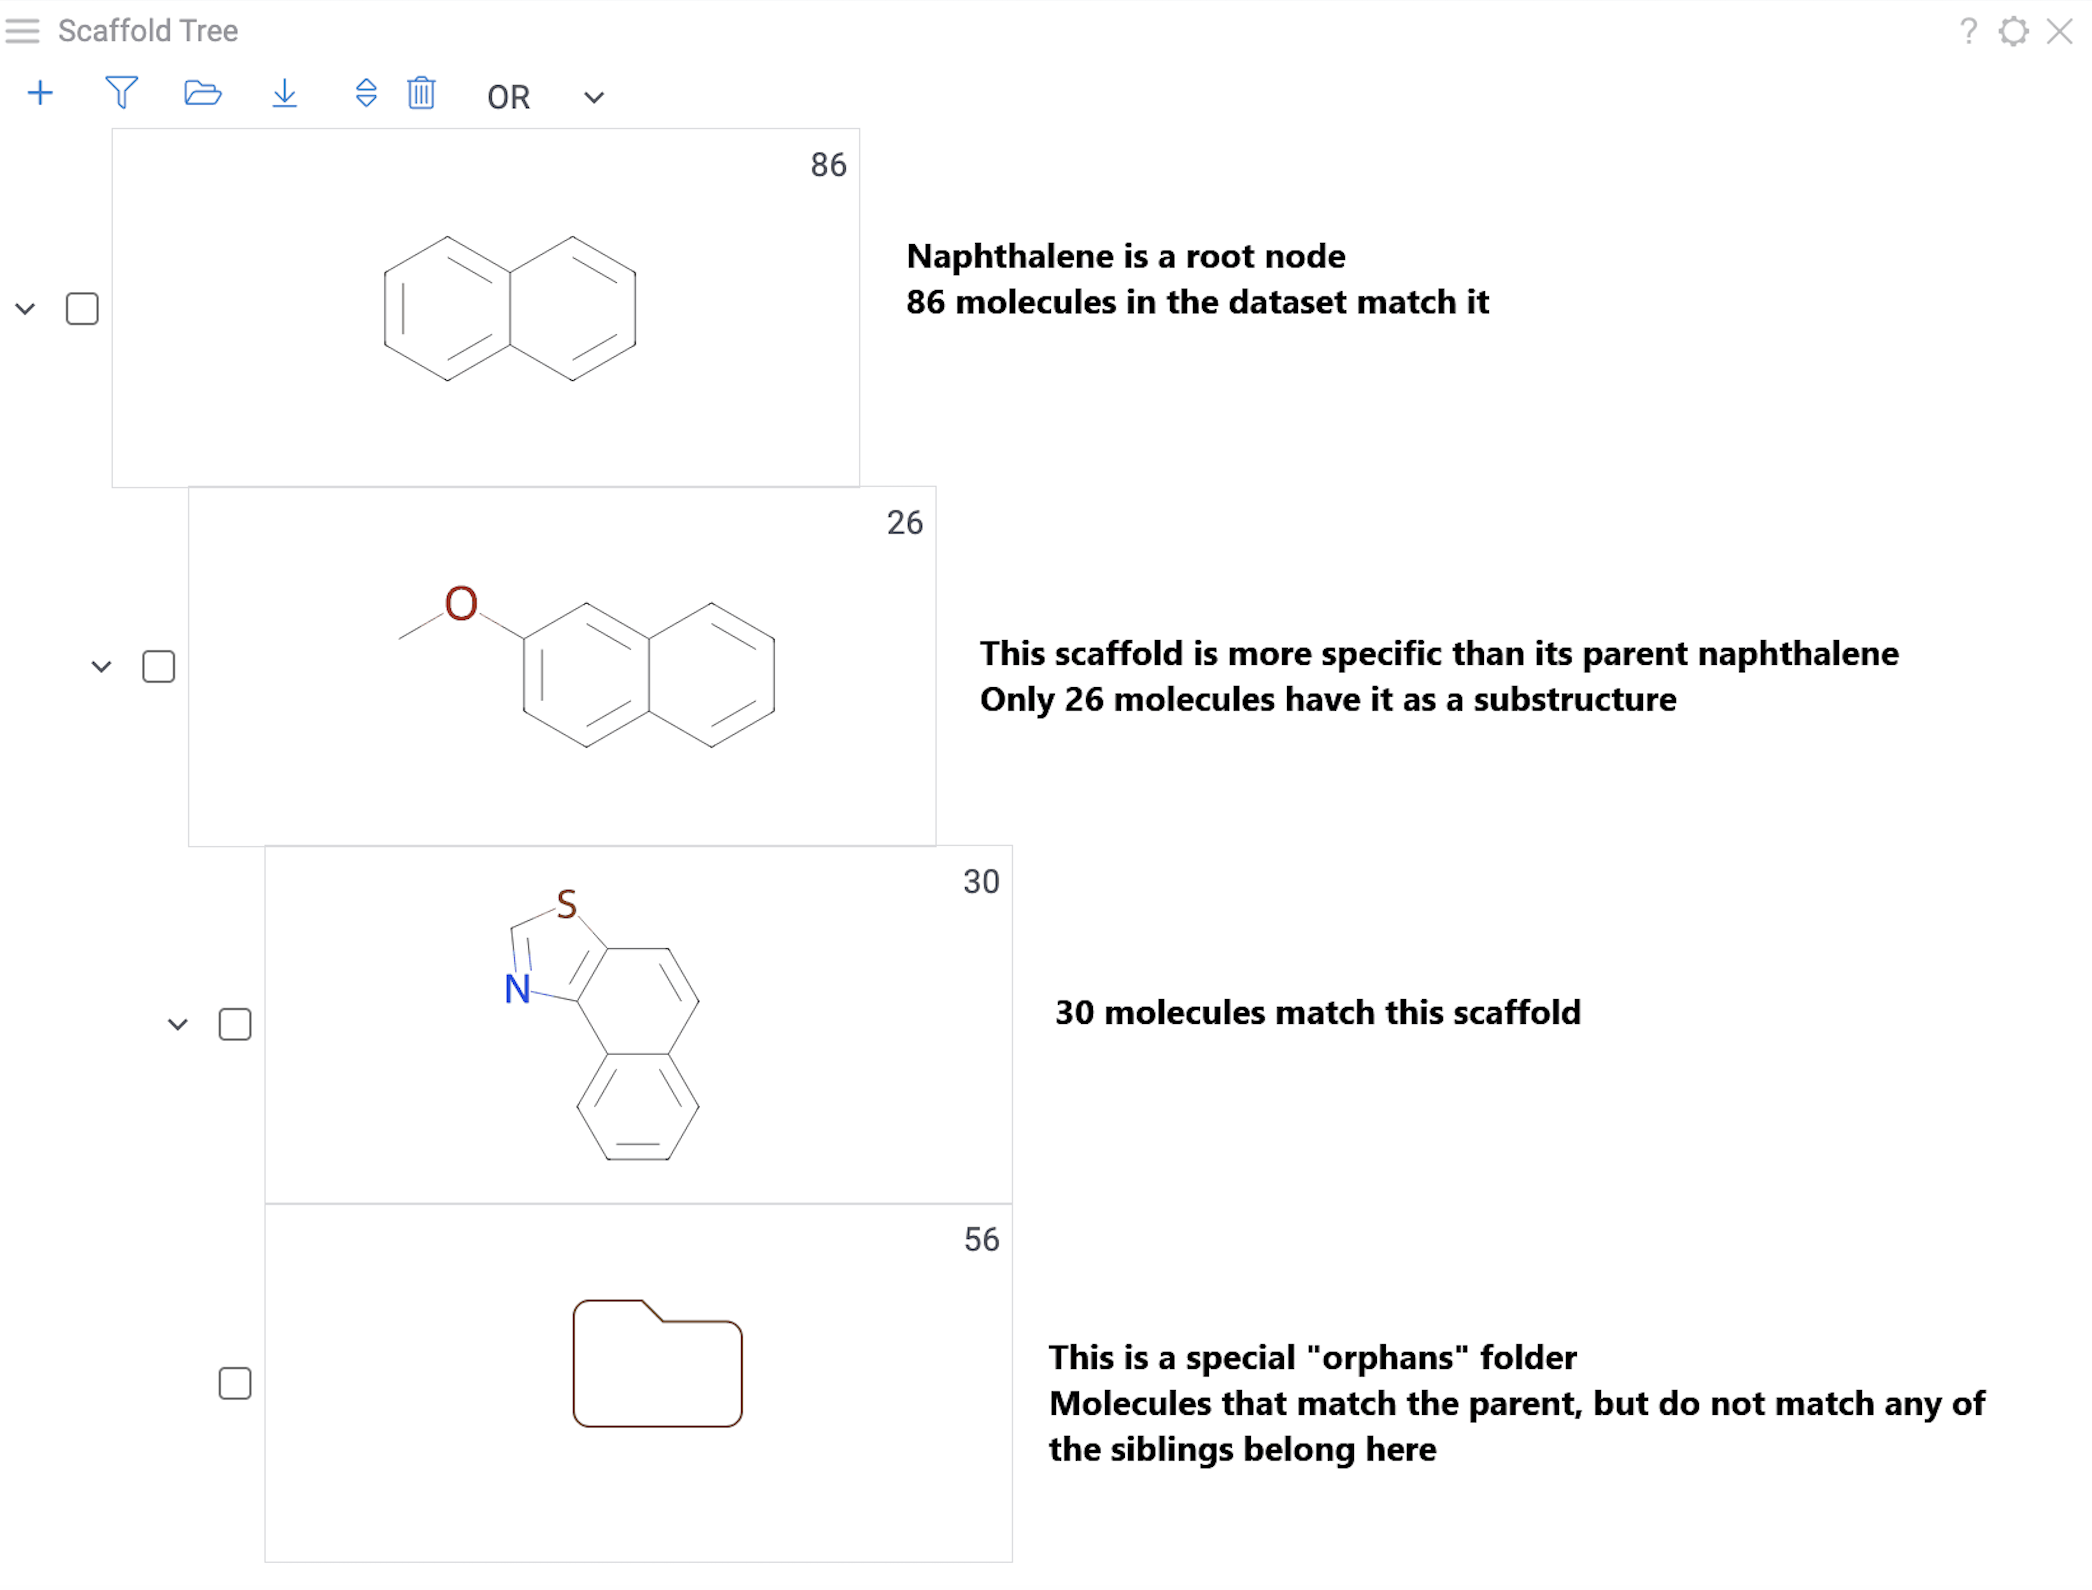 Scaffold Tree
?
OR
86
Naphthalene is a root node
86 molecules in the dataset match it
26
O
This scaffold is more specific than its parent naphthalene
Only 26 molecules have it as a substructure
30
S
N
30 molecules match this scaffold
56
This is a special "orphans" folder
Molecules that match the parent, but do not match any of
the siblings belong here